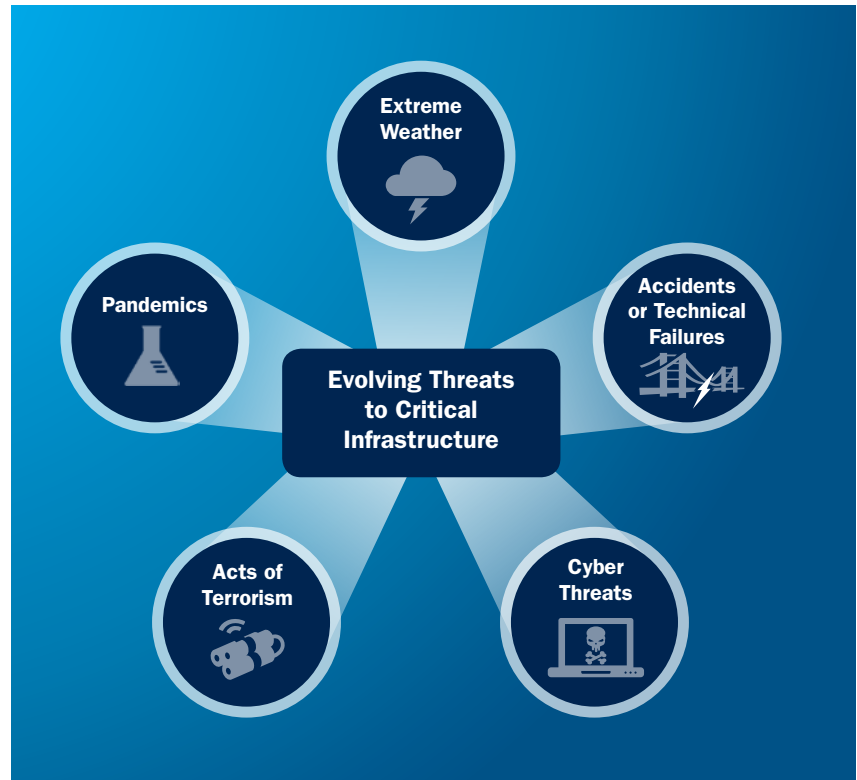 Extreme
Weather
Pandemics
Accidents
or Technical
Failures
Evolving Threats
to Critical
Infrastructure
Acts of
Terrorism
Cyber
Threats